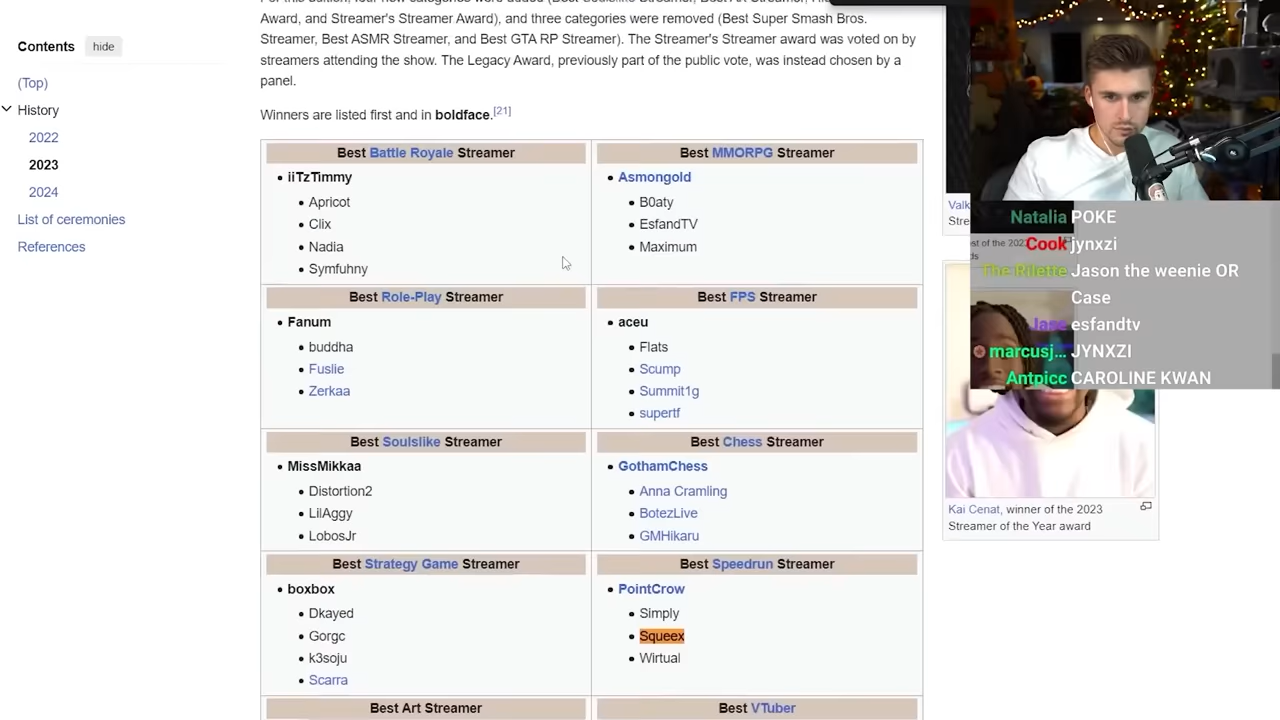 Award, and Streamer's Streamer Award), and three categories were removed (Best Super Smash Bros.
Streamer, Best ASMR Streamer, and Best GTA RP Streamer). The Streamer's Streamer award was voted on by
streamers attending the show. The Legacy Award, previously part of the public vote, was instead chosen by a
panel.
Winners are listed first and in boldface.[21]
Contents hide
(Top)
History
2022
2023
2024
List of ceremonies
References
Best Battle Royale Streamer
iiTzTimmy
Apricot
Clix
Nadia
Symfuhny
Best MMORPG Streamer
Asmongold
B0aty
EsfandTV
Maximum
Best Role-Play Streamer
Fanum
buddha
Fuslie
Zerkaa
Best FPS Streamer
aceu
Flats
Scump
Summit1g
supertf
Best Soulslike Streamer
MissMikkaa
Distortion2
LilAggy
LobosJr
Best Chess Streamer
GothamChess
Anna Cramling
BotezLive
GMHikaru
Best Strategy Game Streamer
boxbox
Dkayed
Gorgc
k3soju
Scarra
Best Speedrun Streamer
PointCrow
Simply
Squeex
Wirtual
Best Art Streamer
Best VTuber
Natalia POKE
Cook jynxzi
The Rilette Jason the weenie OR
Case
Iase esfandtv
marcusj... JYNXZI
Antpicc CAROLINE KWAN
Kai Cenat, winner of the 2023
Streamer of the Year award